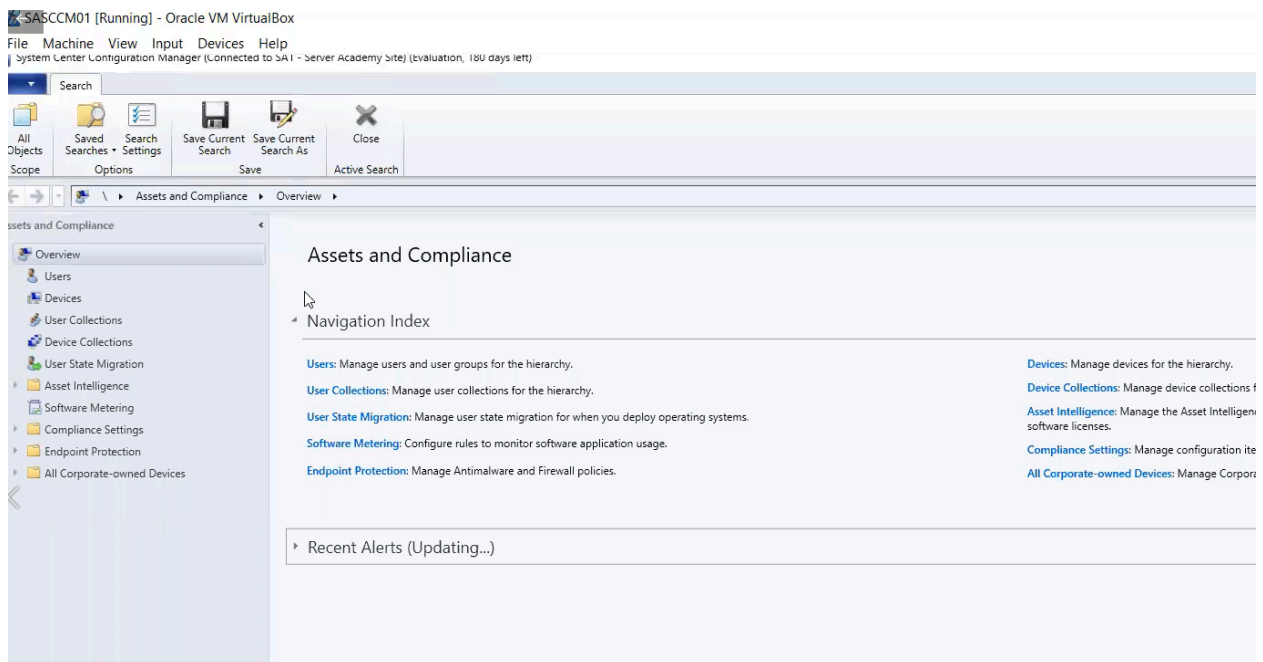 SASCCM01 [Running] - Oracle VM VirtualBox
File Machine View Input Devices Help
System Center Configuration Manager (Connected to SAT - Server Academy Site) (Evaluation, 180 days left)
Search
All Objects
Saved Searches
Search Settings
Save Current Search
Save Current Search As
Close
Scope
Options
Save
Active Search
\ Assets and Compliance Overview
ssets and Compliance
Overview
Users
Devices
User Collections
Device Collections
User State Migration
Asset Intelligence
Software Metering
Compliance Settings
Endpoint Protection
All Corporate-owned Devices
Assets and Compliance
Navigation Index
Users: Manage users and user groups for the hierarchy.
User Collections: Manage user collections for the hierarchy.
User State Migration: Manage user state migration for when you deploy operating systems.
Software Metering: Configure rules to monitor software application usage.
Endpoint Protection: Manage Antimalware and Firewall policies.
Devices: Manage devices for the hierarchy.
Device Collections: Manage device collections f
Asset Intelligence: Manage the Asset Intelligen
software licenses.
Compliance Settings: Manage configuration ite
All Corporate-owned Devices: Manage Corpora
Recent Alerts (Updating...)